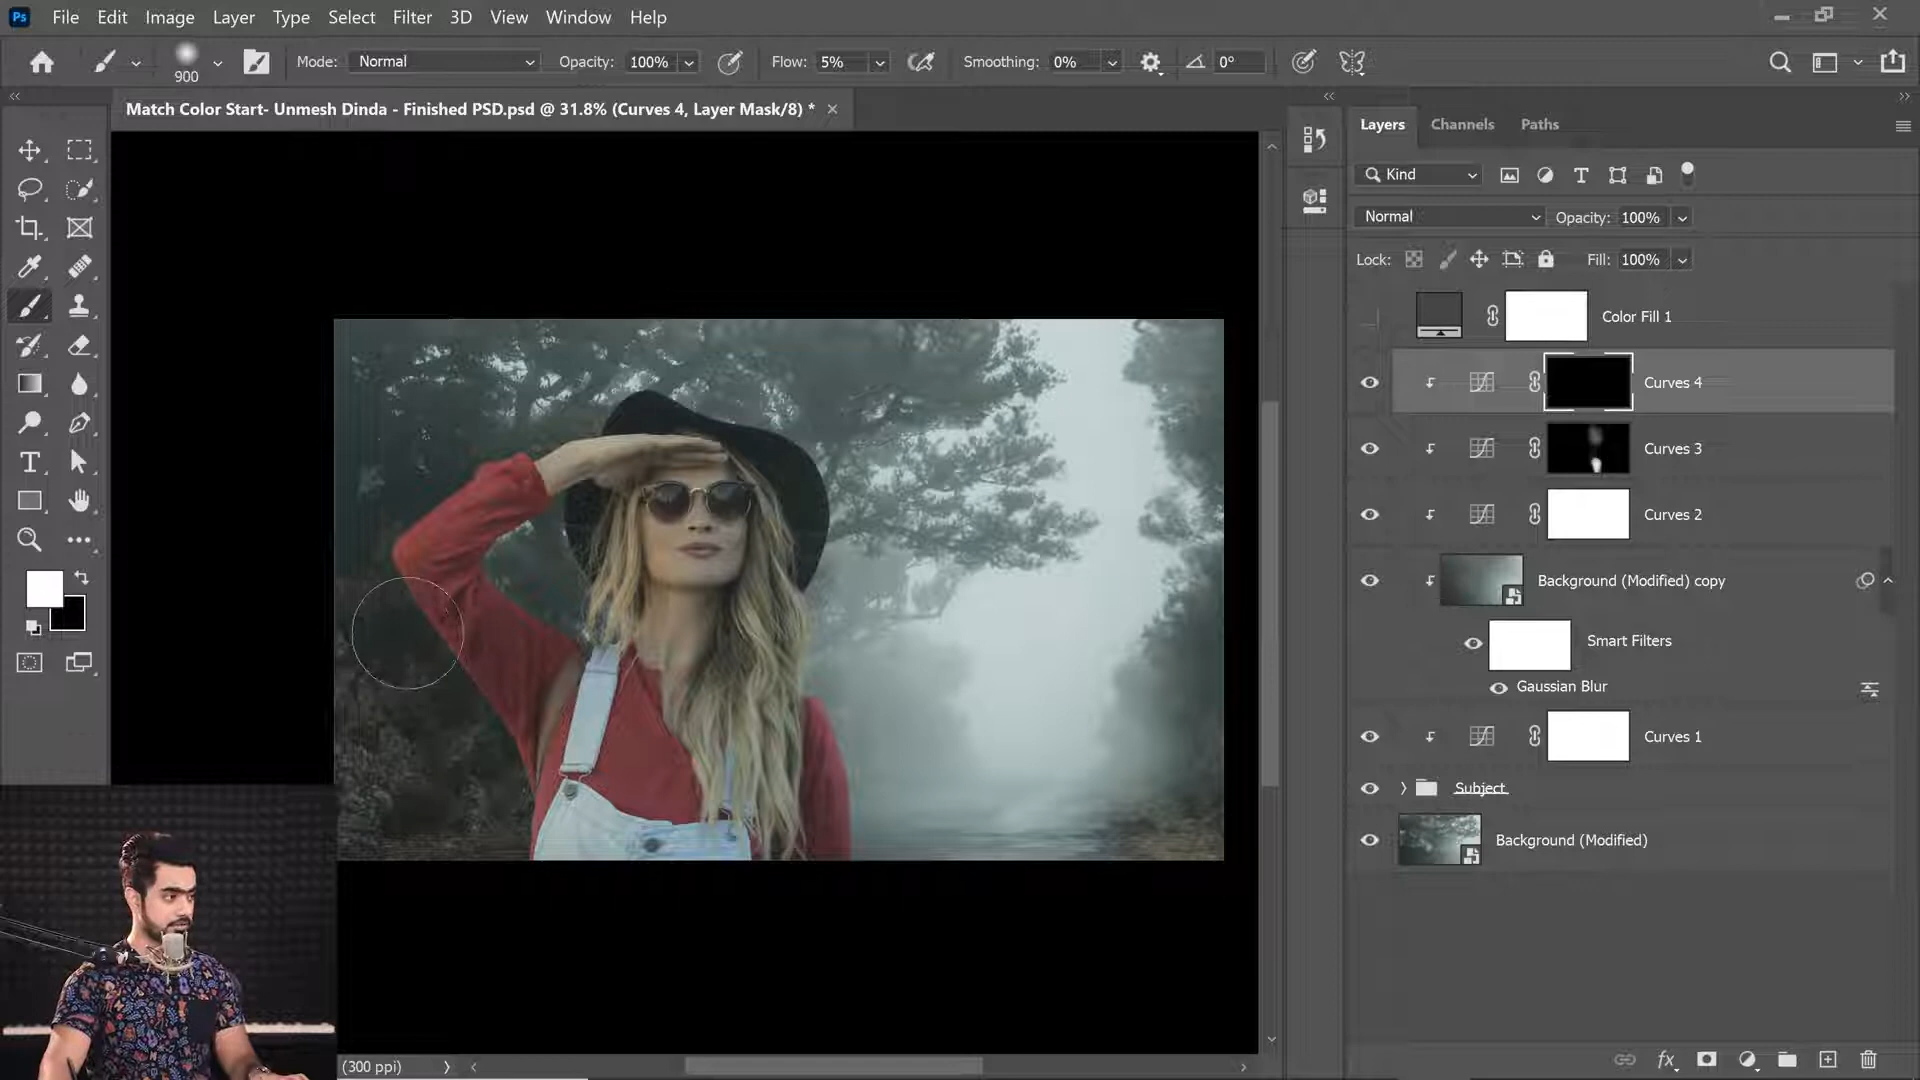 Ps File Edit Image Layer Type Select Filter 3D View Window Help
900 Mode: Normal Opacity: 100% Flow: 5% Smoothing: 0% 0°
Match Color Start- Unmesh Dinda - Finished PSD.psd @ 31.8% (Curves 4, Layer Mask/8) *
Layers Channels Paths
Kind
Normal Opacity: 100%
Lock: Fill: 100%
Color Fill 1
Curves 4
Curves 3
Curves 2
Background (Modified) copy
Smart Filters
Gaussian Blur
Curves 1
Subject
Background (Modified)
(300 ppi)
fx